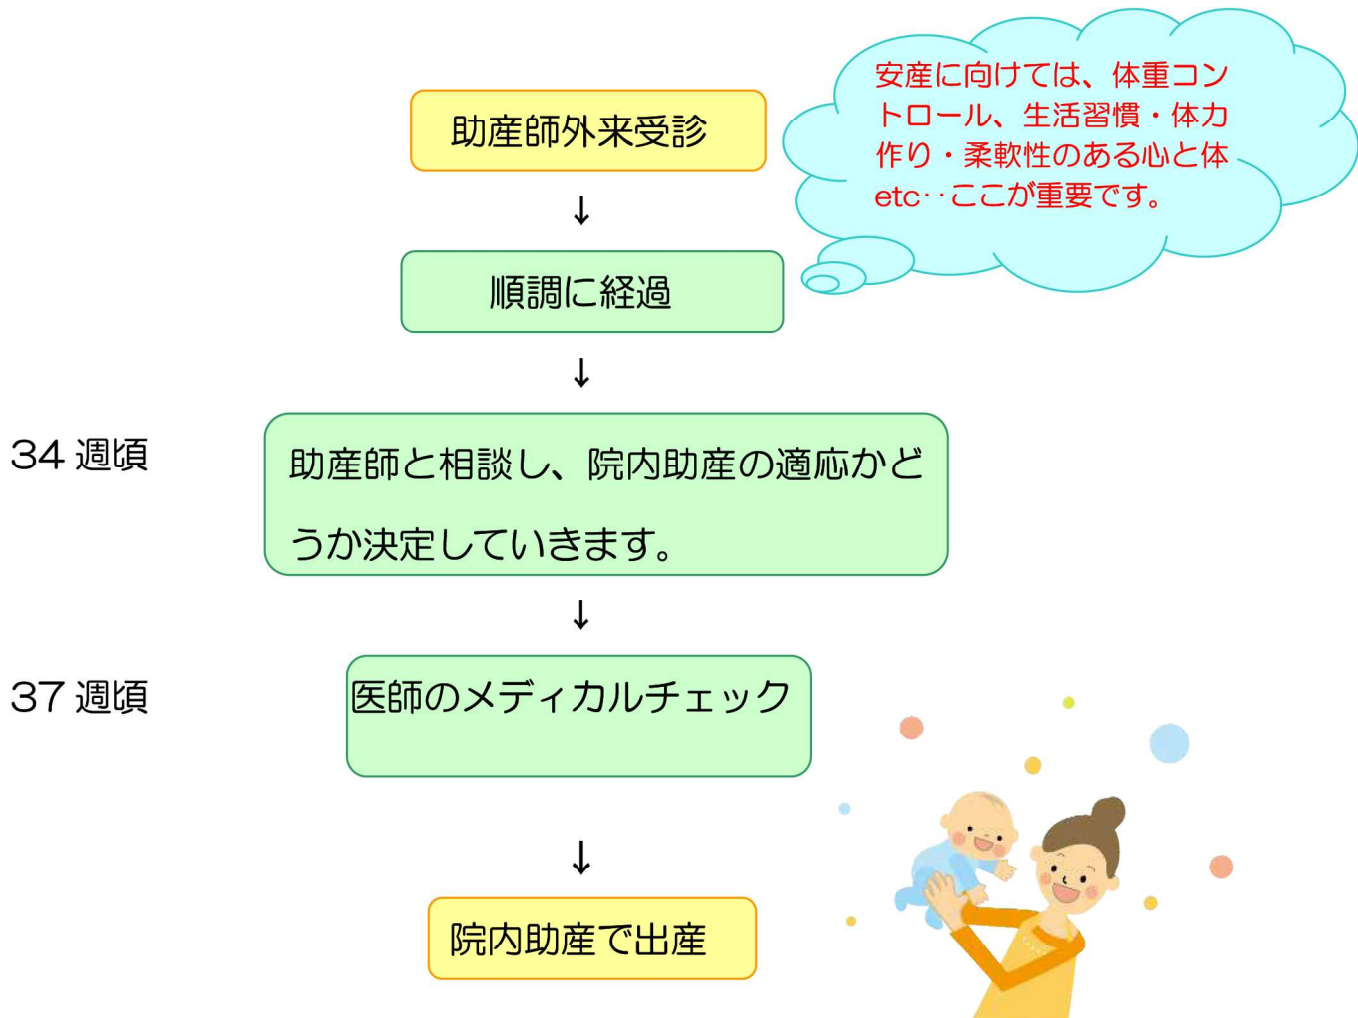 安産に向けては、体重コン
トロール、生活習慣・体力
作り・柔軟性のある心と体
etc‥ここが重要です。
助産師外来受診
↓
順調に経過
↓
34 週頃
助産師と相談し、院内助産の適応かど
うか決定していきます。
↓
37 週頃
医師のメディカルチェック
↓
院内助産で出産